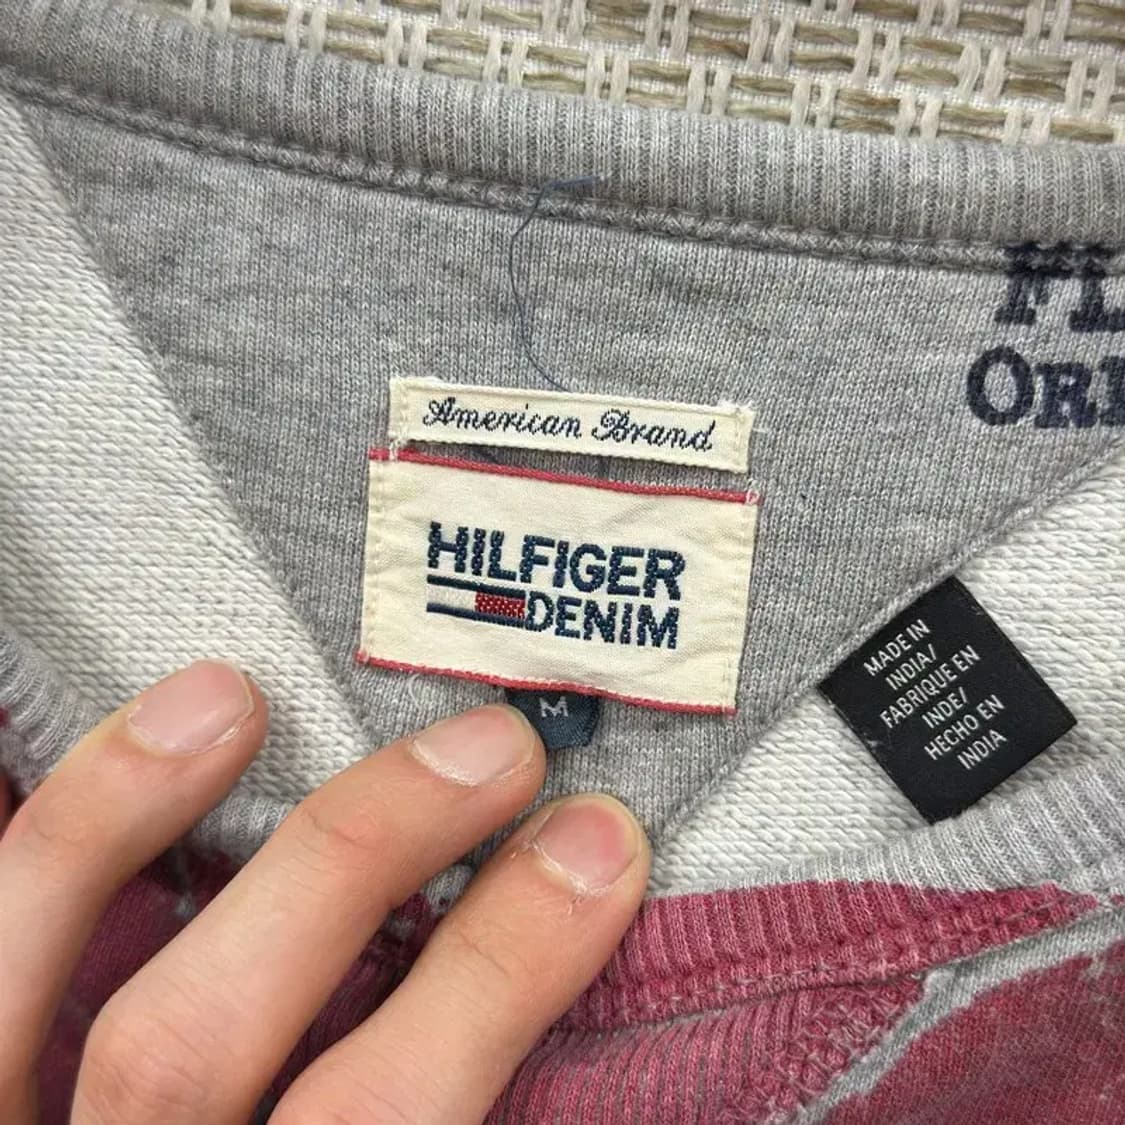 American Brand
HILFIGER
DENIM
M
MADE IN
INDIA/
FABRIQUE EN
INDE/
HECHO EN
INDIA